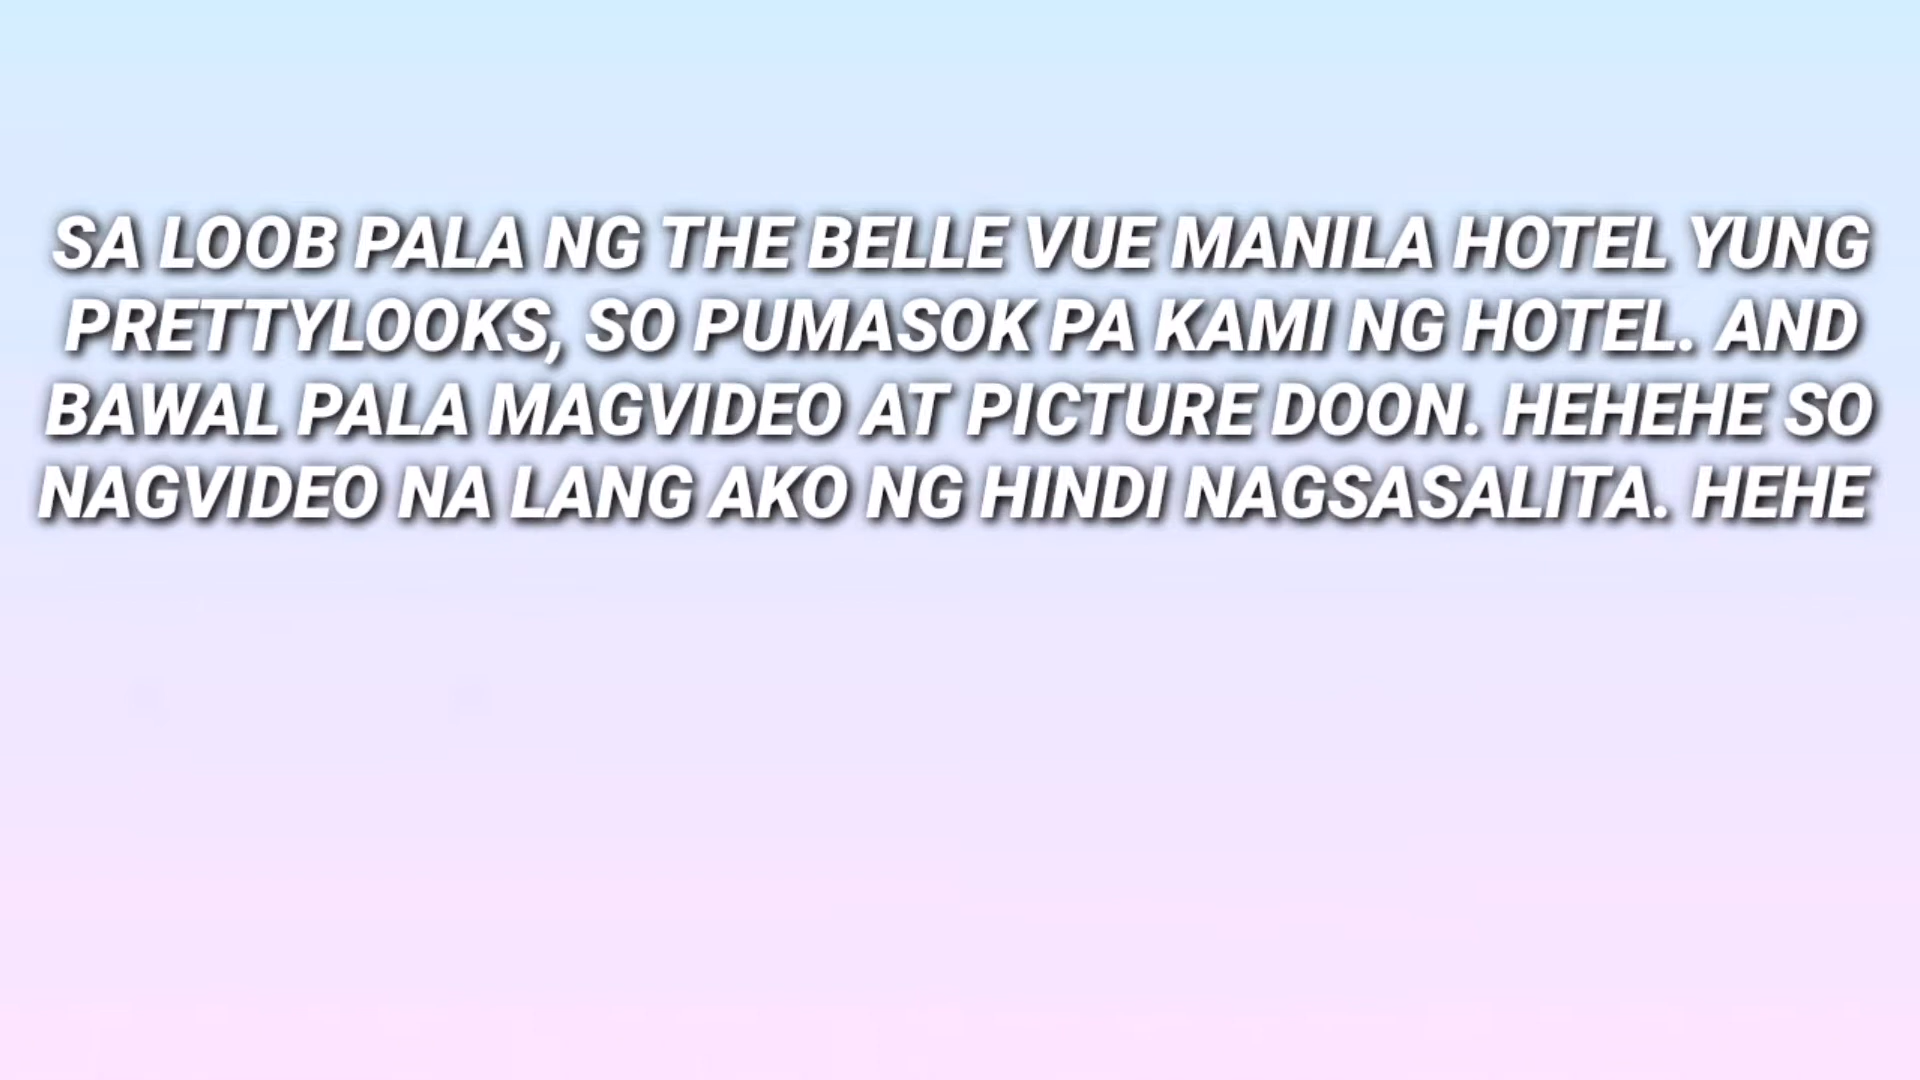 SA LOOB PALA NG THE BELLE VUE MANILA HOTEL YUNG
PRETTYLOOKS, SO PUMASOK PA KAMI NG HOTEL. AND
BAWAL PALA MAGVIDEO AT PICTURE DOON. HEHEHE SO
NAGVIDEO NA LANG AKO NG HINDI NAGSASALITA. HEHE